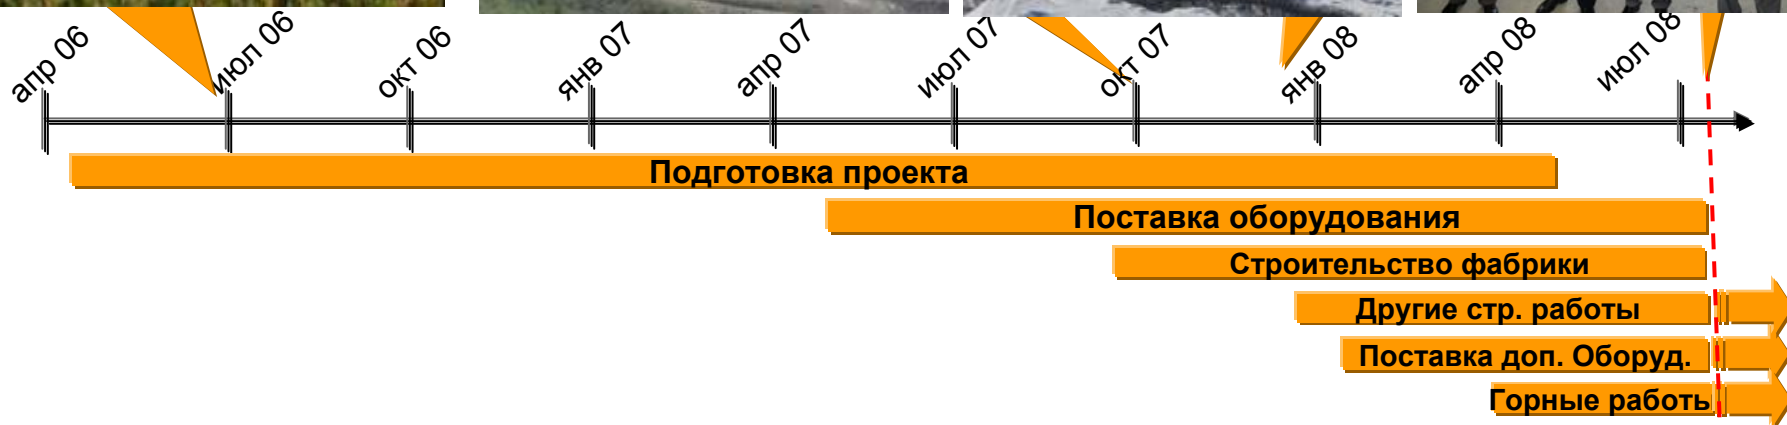 апр 06
июл 06
окт 06
янв 07
апр 07
июл 07
окт 07
янв 08
апр 08
июл 08
Подготовка проекта
Поставка оборудования
Строительство фабрики
Другие стр. работы
Поставка доп. Оборуд.
Горные работь